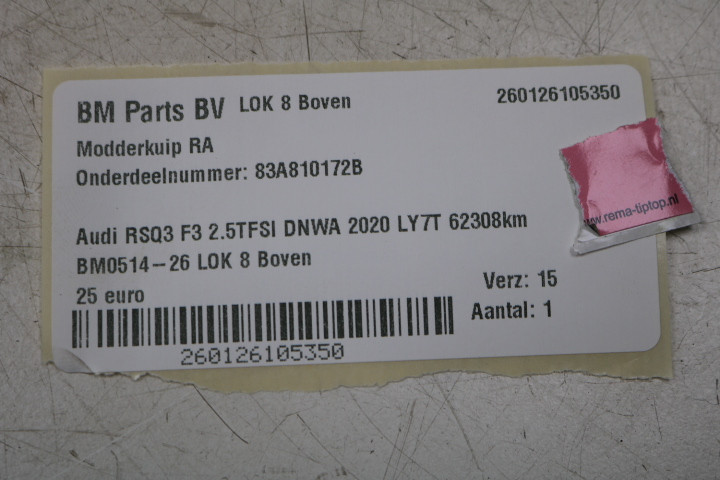 BM Parts BV LOK 8 Boven 260126105350
Modderkuip RA
Onderdeelnummer: 83A810172B
www.rema-tiptop.nl
Audi RSQ3 F3 2.5TFSI DNWA 2020 LY7T 62308km
BM0514-26 LOK 8 Boven
Verz: 15
25 euro
Aantal: 1
260126105350